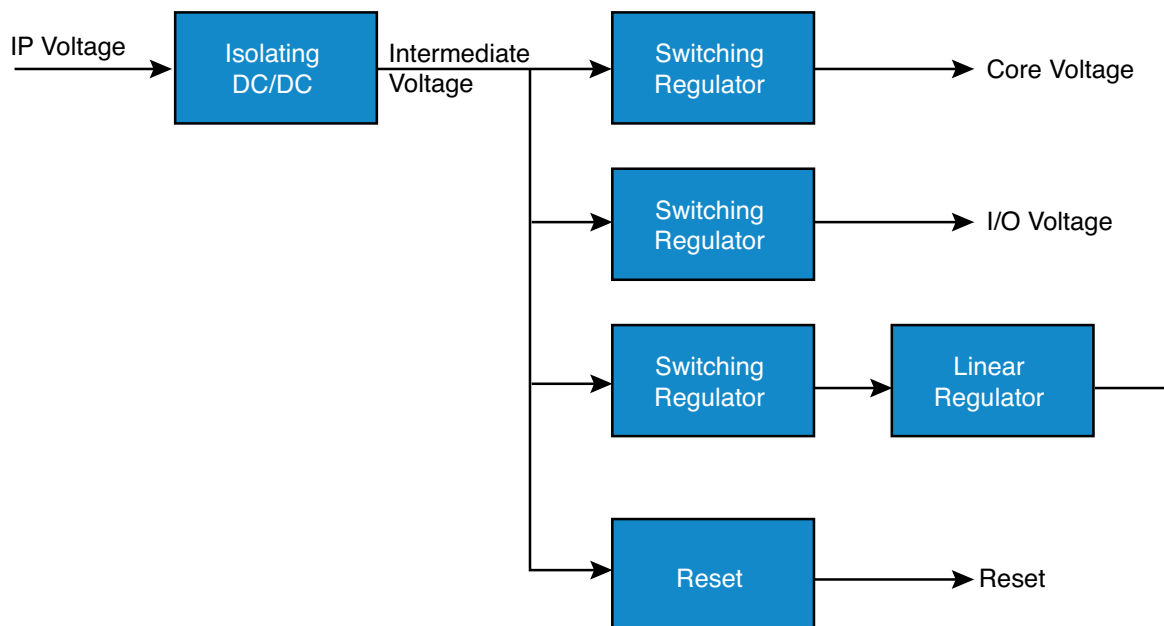 IP Voltage
Isolating
DC/DC
Intermediate
Voltage
Switching
Regulator
Core Voltage
Switching
Regulator
I/O Voltage
Switching
Regulator
Linear
Regulator
Reset
Reset